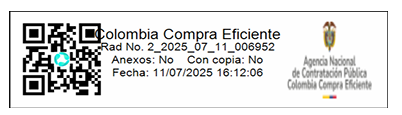 Colombia Compra Eficiente
Rad No. 2_2025_07_11_006952
Anexos: No Con copia: No
Fecha: 11/07/2025 16:12:06
Agencia Nacional
de Contratación Pública
Colombia Compra Eficiente